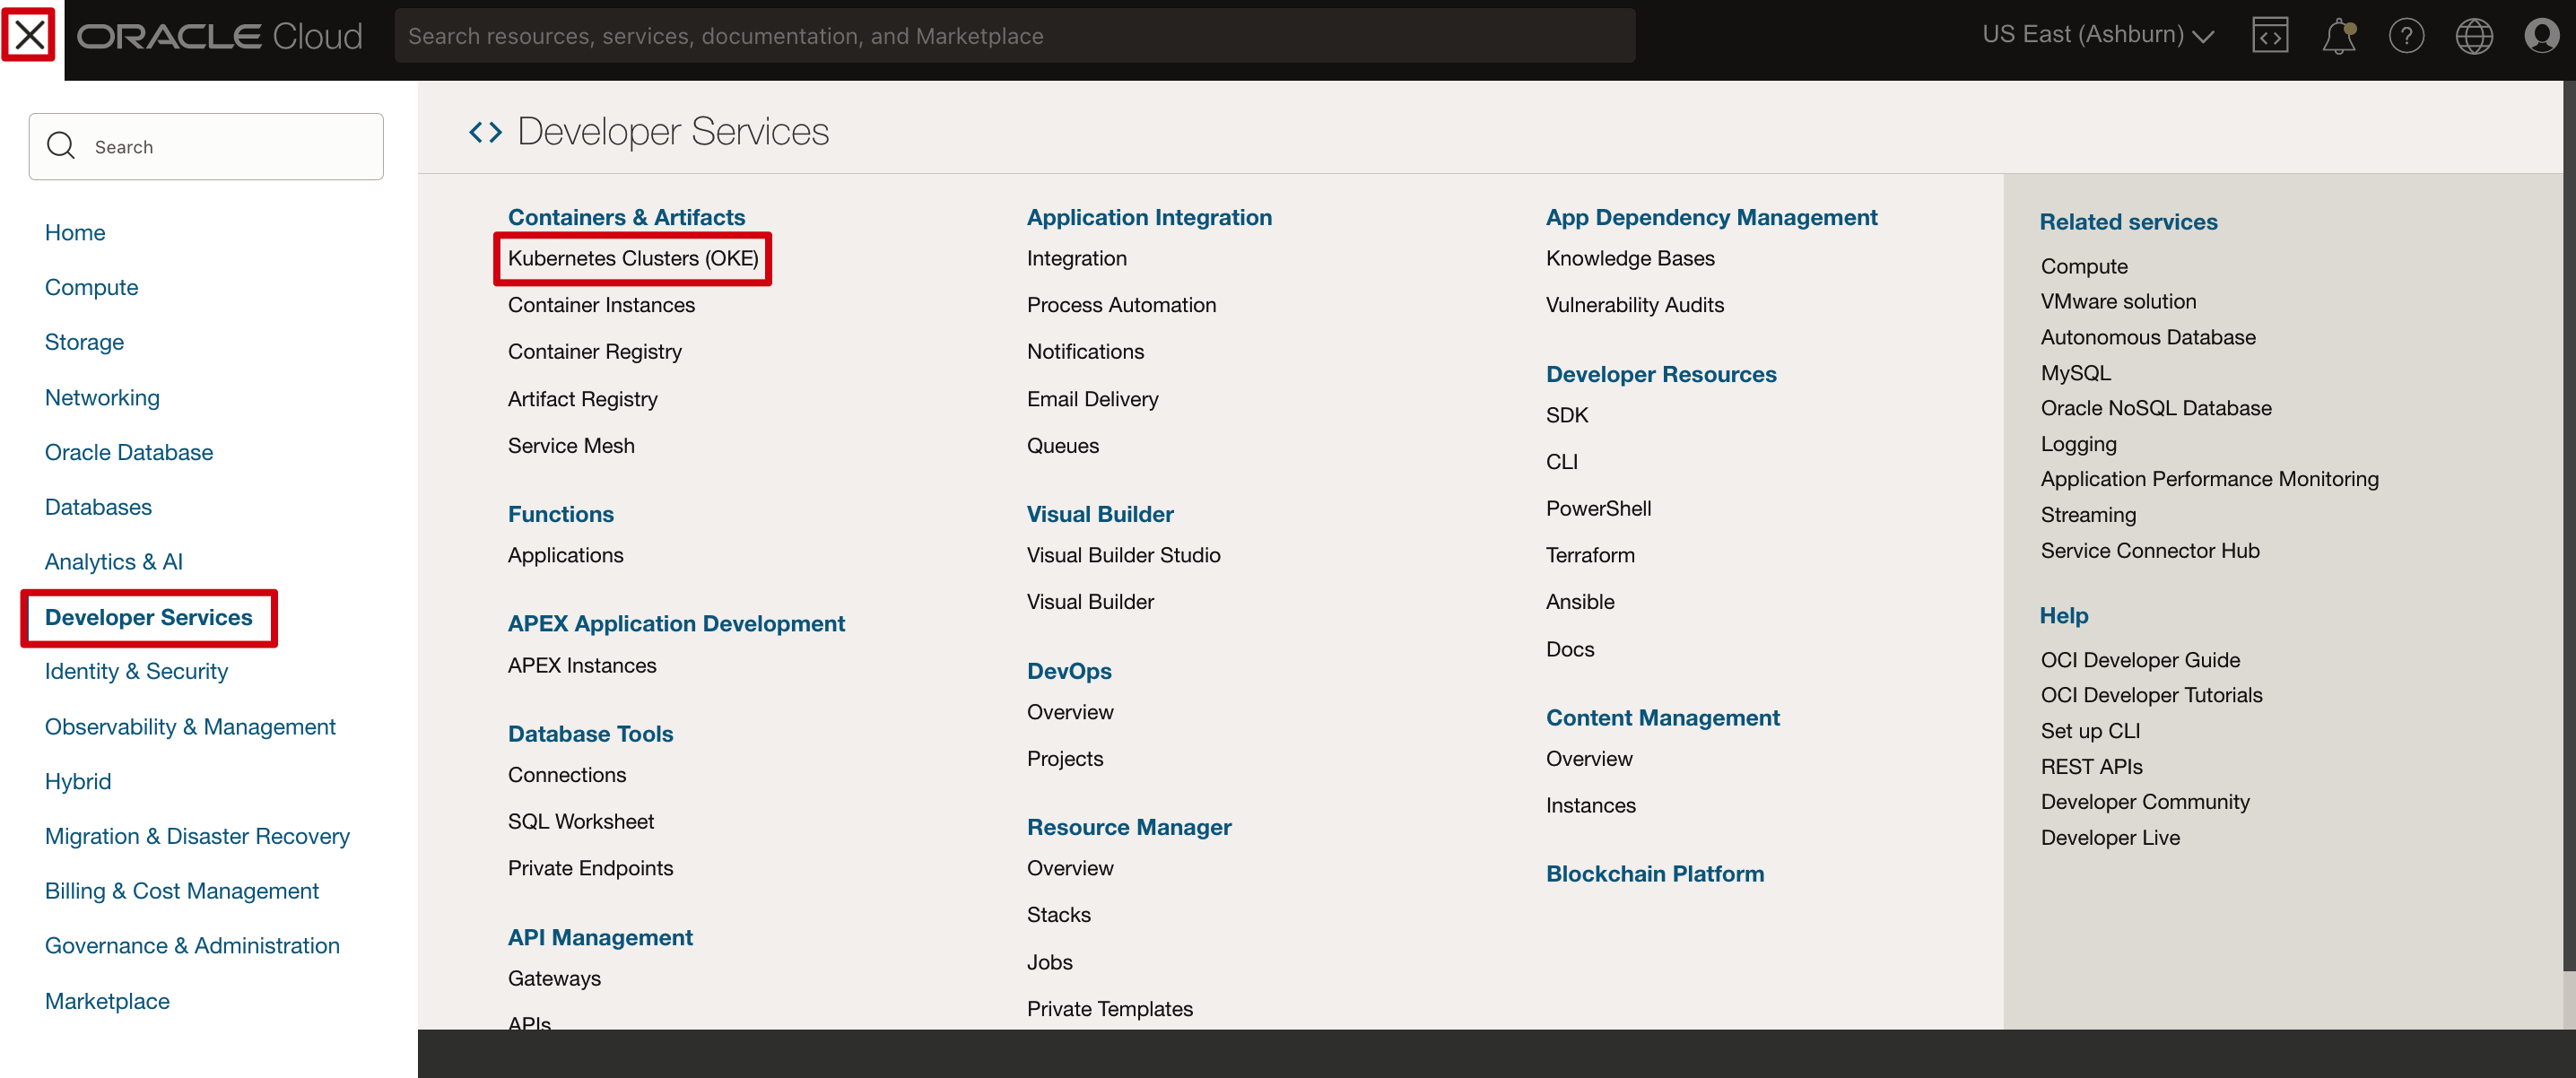 ORACLE Cloud
Search resources, services, documentation, and Marketplace
US East (Ashburn)
Search
Home
Compute
Storage
Networking
Oracle Database
Databases
Analytics & AI
Developer Services
Identity & Security
Observability & Management
Hybrid
Migration & Disaster Recovery
Billing & Cost Management
Governance & Administration
Marketplace
Developer Services
Containers & Artifacts
Kubernetes Clusters (OKE)
Container Instances
Container Registry
Artifact Registry
Service Mesh
Functions
Applications
APEX Application Development
APEX Instances
Database Tools
Connections
SQL Worksheet
Private Endpoints
API Management
Gateways
APIs
Application Integration
Integration
Process Automation
Notifications
Email Delivery
Queues
Visual Builder
Visual Builder Studio
Visual Builder
DevOps
Overview
Projects
Resource Manager
Overview
Stacks
Jobs
Private Templates
App Dependency Management
Knowledge Bases
Vulnerability Audits
Developer Resources
SDK
CLI
PowerShell
Terraform
Ansible
Docs
Content Management
Overview
Instances
Blockchain Platform
Related services
Compute
VMware solution
Autonomous Database
MySQL
Oracle NoSQL Database
Logging
Application Performance Monitoring
Streaming
Service Connector Hub
Help
OCI Developer Guide
OCI Developer Tutorials
Set up CLI
REST APIs
Developer Community
Developer Live